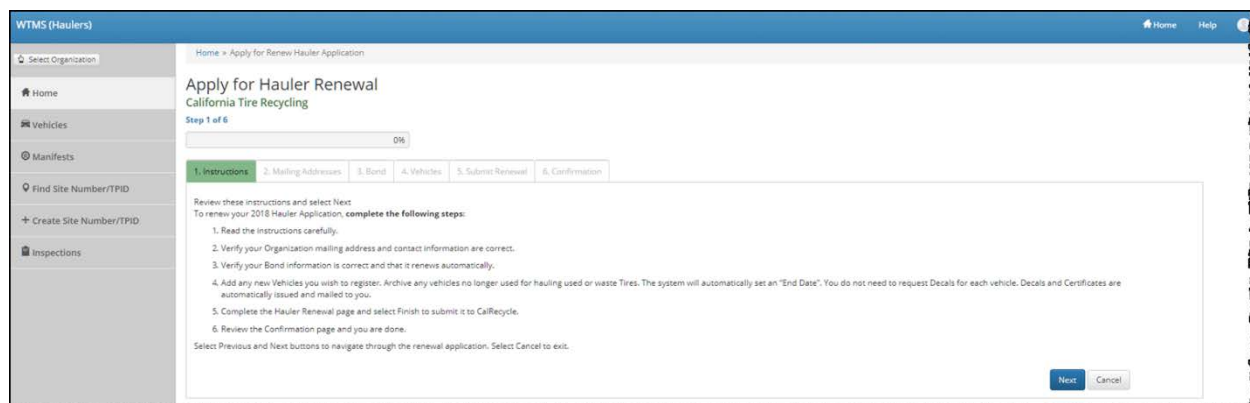 WTMS (Haulers)
Home Help
Select Organization
Home » Apply for Renew Hauler Application
Home
Vehicles
Manifests
Find Site Number/TPID
+ Create Site Number/TPID
Inspections
Apply for Hauler Renewal
California Tire Recycling
Step 1 of 6
0%
1. Instructions 2. Mailing Addresses 3. Bond 4. Vehicles 5. Submit Renewal 6. Confirmation
Review these instructions and select Next
To renew your 2018 Hauler Application, complete the following steps:
1. Read the instructions carefully.
2. Verify your Organization mailing address and contact information are correct.
3. Verify your Bond information is correct and that it renews automatically.
4. Add any new Vehicles you wish to register. Archive any vehicles no longer used for hauling used or waste Tires. The system will automatically set an "End Date". You do not need to request Decals for each vehicle. Decals and Certificates are
automatically issued and mailed to you.
5. Complete the Hauler Renewal page and select Finish to submit it to CalRecycle.
6. Review the Confirmation page and you are done.
Select Previous and Next buttons to navigate through the renewal application. Select Cancel to exit.
Next Cancel